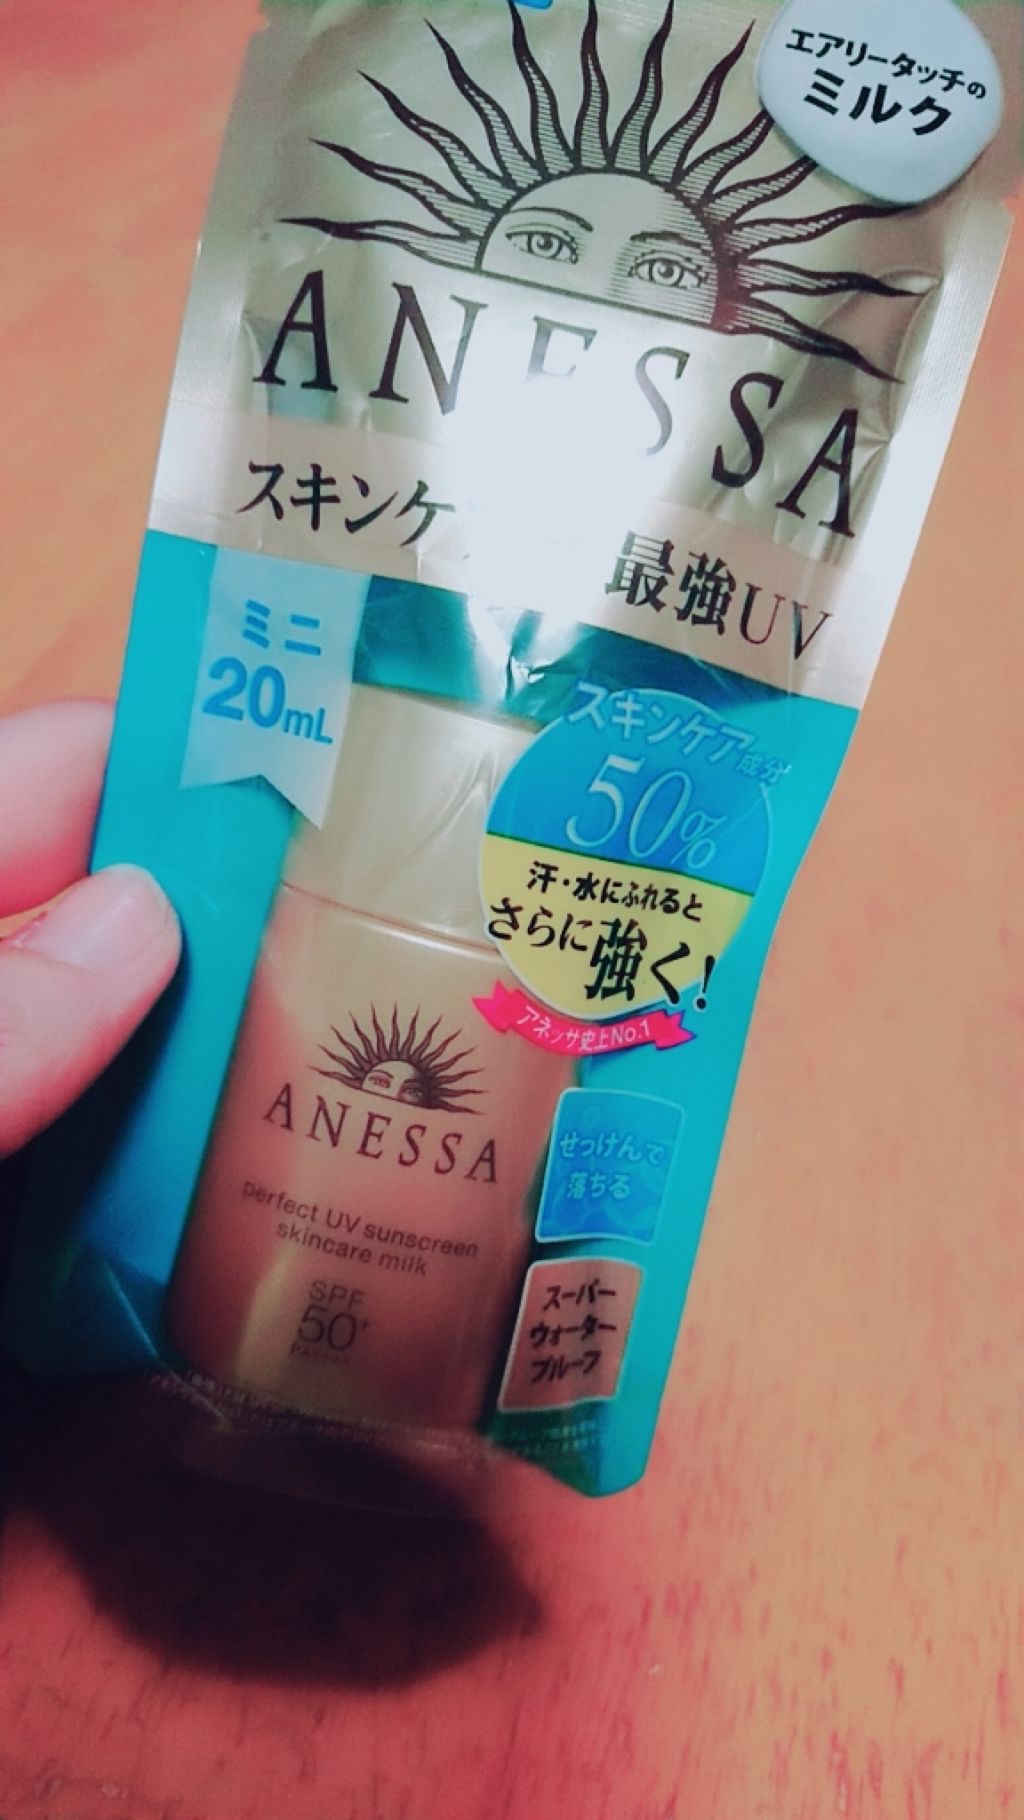 エアリータッチの
ミルク
ANESSA
スキンケ 最強UV
ミニ
20mL
スキンケア成分
50%
汗・水にふれると
さらに強く!
アネッサ史上No.1
ANESSA
perfect UV sunscreen
skincare milk
SPF
50+
PA++++
せっけんで
落ちる
スーパー
ウォーター
プルーフ